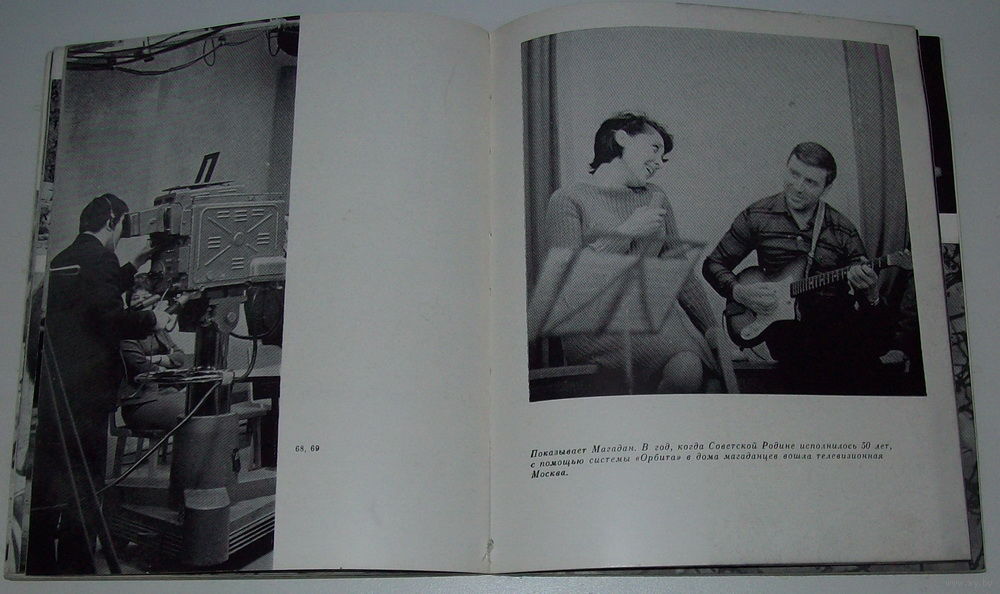 68, 69
Показывает Магадан. В год, когда Советской Родине исполнилось 50 лет,
с помощью системы «Орбита» в дома магаданцев вошла телевизионная
Москва.